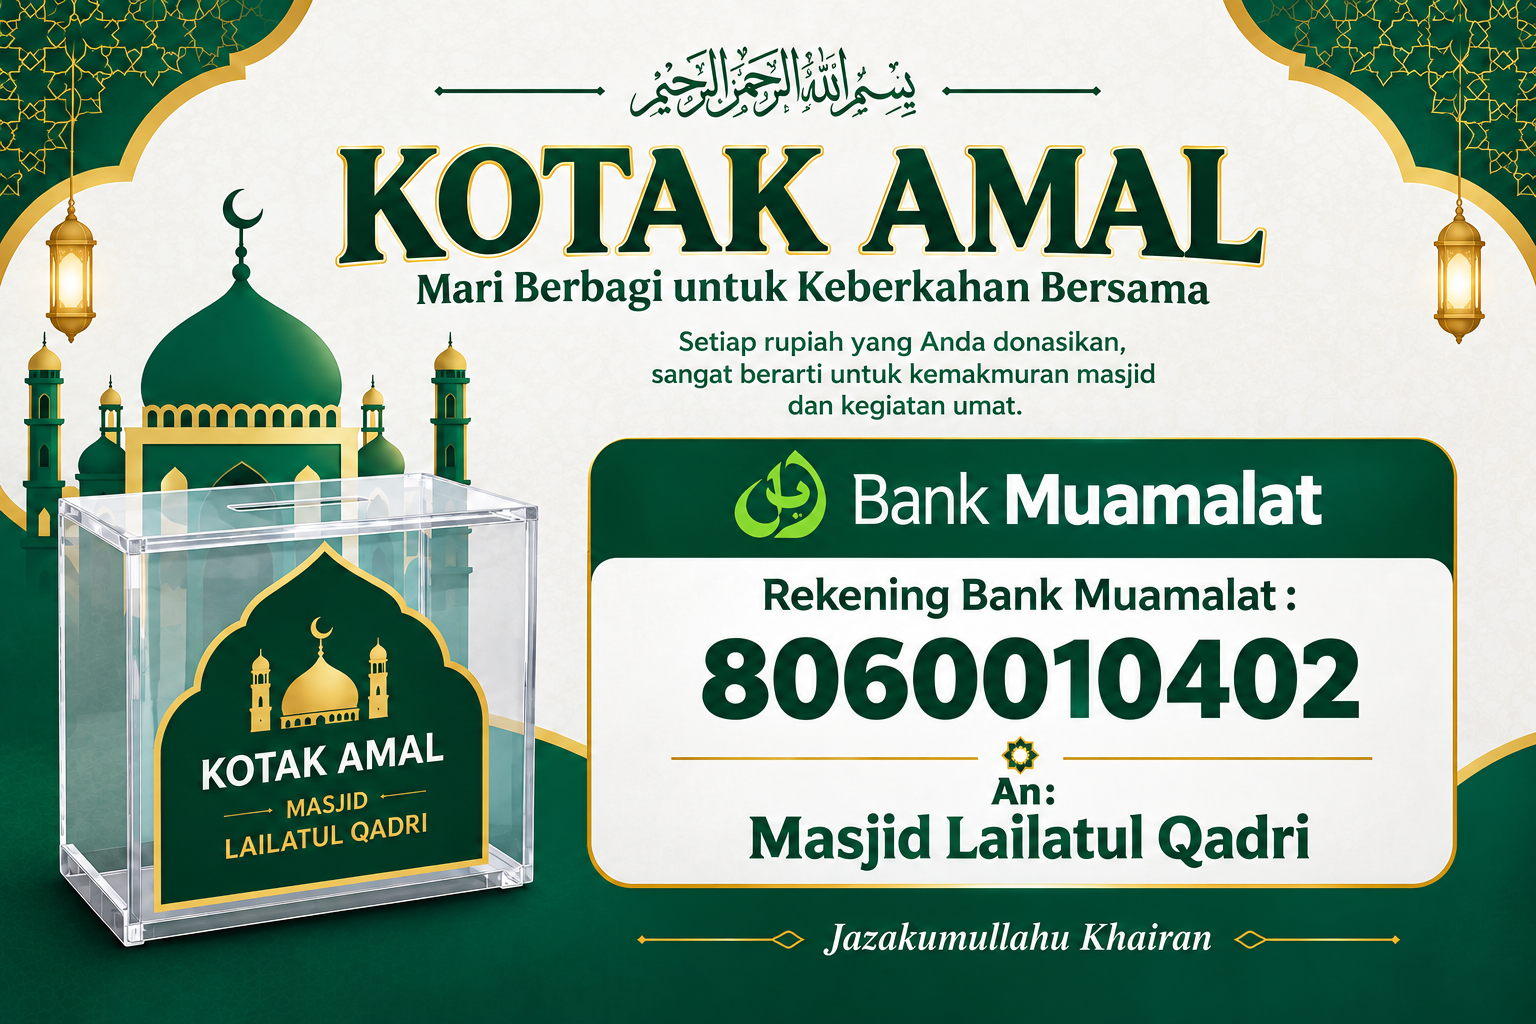 بِسْمِ اللَّهِ الرَّحْمَنِ الرَّحِيمِ
KOTAK AMAL
Mari Berbagi untuk Keberkahan Bersama
Setiap rupiah yang Anda donasikan,
sangat berarti untuk kemakmuran masjid
dan kegiatan umat.
Bank Muamalat
Rekening Bank Muamalat :
8060010402
An:
Masjid Lailatul Qadri
Jazakumullahu Khairan
KOTAK AMAL
MASJID
LAILATUL QADRI